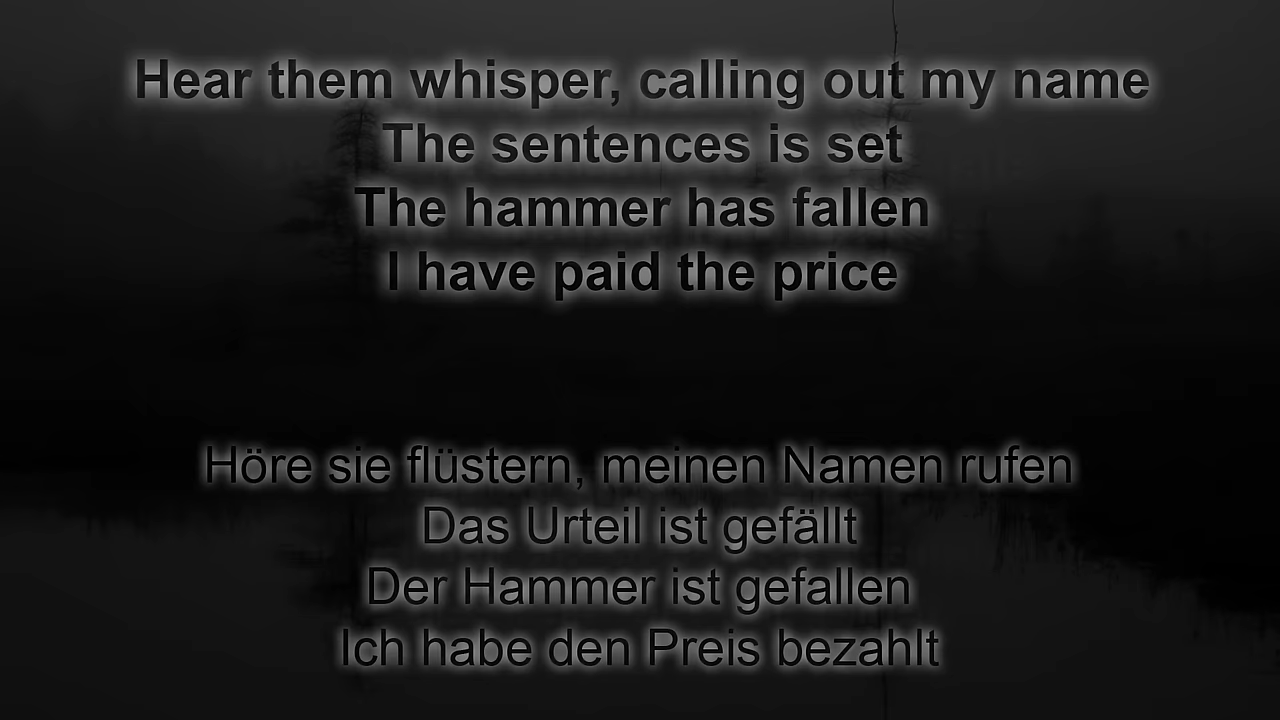 Hear them whisper, calling out my name
The sentences is set
The hammer has fallen
I have paid the price
Höre sie flüstern, meinen Namen rufen
Das Urteil ist gefällt
Der Hammer ist gefallen
Ich habe den Preis bezahlt